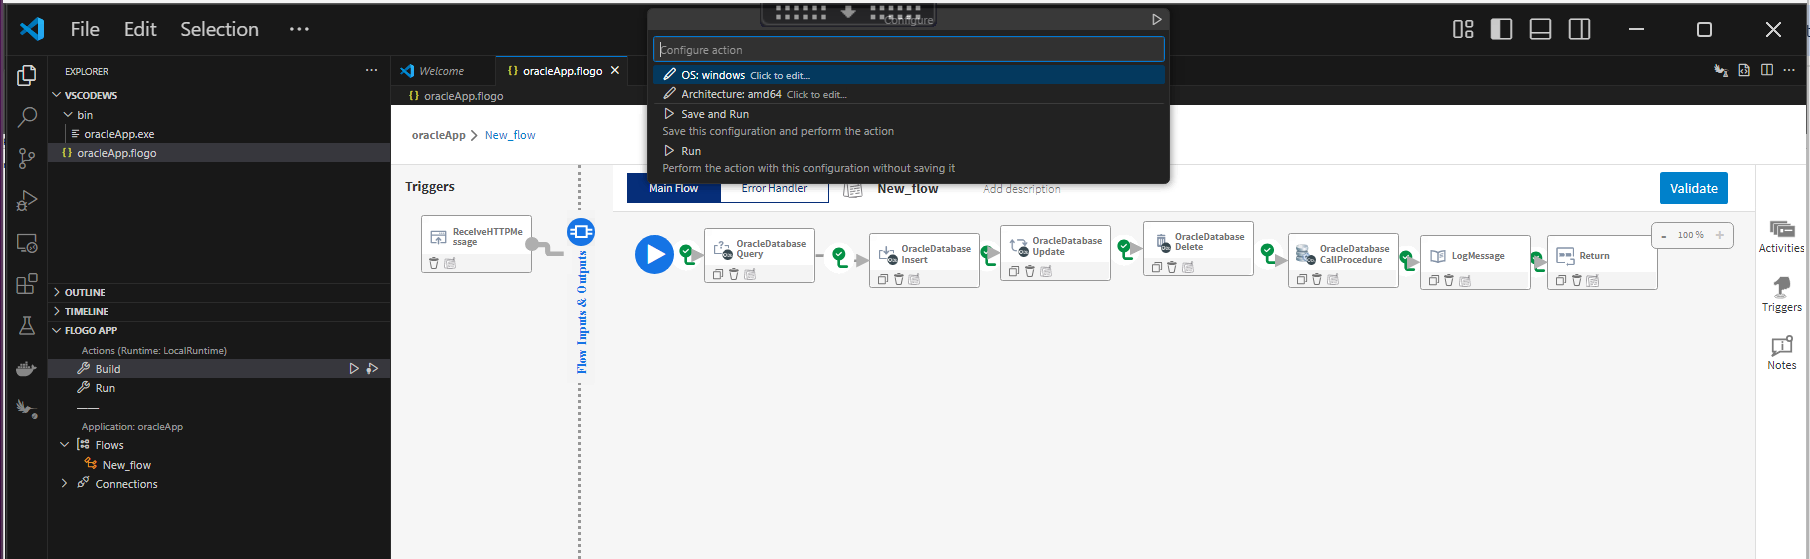 File Edit Selection ···
Configure
Configure action
OS: windows Click to edit...
Architecture: amd64 Click to edit...
Save and Run
Save this configuration and perform the action
Run
Perform the action with this configuration without saving it
EXPLORER
VSCODEWS
bin
oracleApp.exe
{} oracleApp.flogo
OUTLINE
TIMELINE
FLOGO APP
Actions (Runtime: LocalRuntime)
Build
Run
Application: oracleApp
Flows
New_flow
Connections
Welcome
{} oracleApp.flogo
{} oracleApp.flogo
oracleApp > New_flow
Triggers
ReceiveHTTPMe
ssage
Flow Inputs & Outputs
Main Flow
Error Handler
New_flow
Add description
Validate
OracleDatabase
Query
OracleDatabase
Insert
OracleDatabase
Update
OracleDatabase
Delete
OracleDatabase
CallProcedure
LogMessage
Return
- 100 % +
Activities
Triggers
Notes